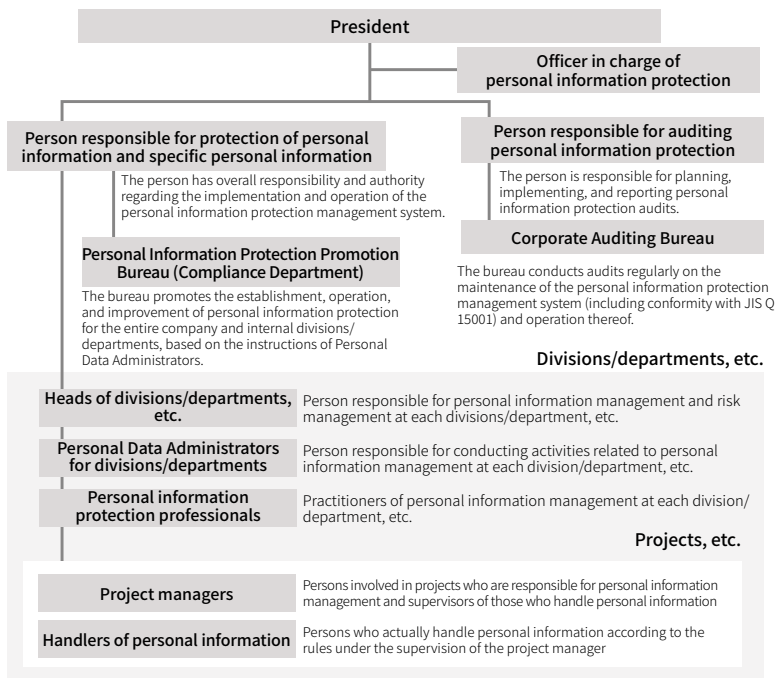 President
Officer in charge of
personal information protection
Person responsible for protection of personal
information and specific personal information
The person has overall responsibility and authority
regarding the implementation and operation of the
personal information protection management system.
Person responsible for auditing
personal information protection
The person is responsible for planning,
implementing, and reporting personal
information protection audits.
Personal Information Protection Promotion
Bureau (Compliance Department)
The bureau promotes the establishment, operation,
and improvement of personal information protection
for the entire company and internal divisions/
departments, based on the instructions of Personal
Data Administrators.
Corporate Auditing Bureau
The bureau conducts audits regularly on the
maintenance of the personal information protection
management system (including conformity with JIS Q
15001) and operation thereof.
Divisions/departments, etc.
Heads of divisions/departments,
etc.
Person responsible for personal information management and risk
management at each divisions/department, etc.
Personal Data Administrators
for divisions/departments
Person responsible for conducting activities related to personal
information management at each division/department, etc.
Personal information
protection professionals
Practitioners of personal information management at each division/
department, etc.
Projects, etc.
Project managers
Persons involved in projects who are responsible for personal information
management and supervisors of those who handle personal information
Handlers of personal information
Persons who actually handle personal information according to the
rules under the supervision of the project manager